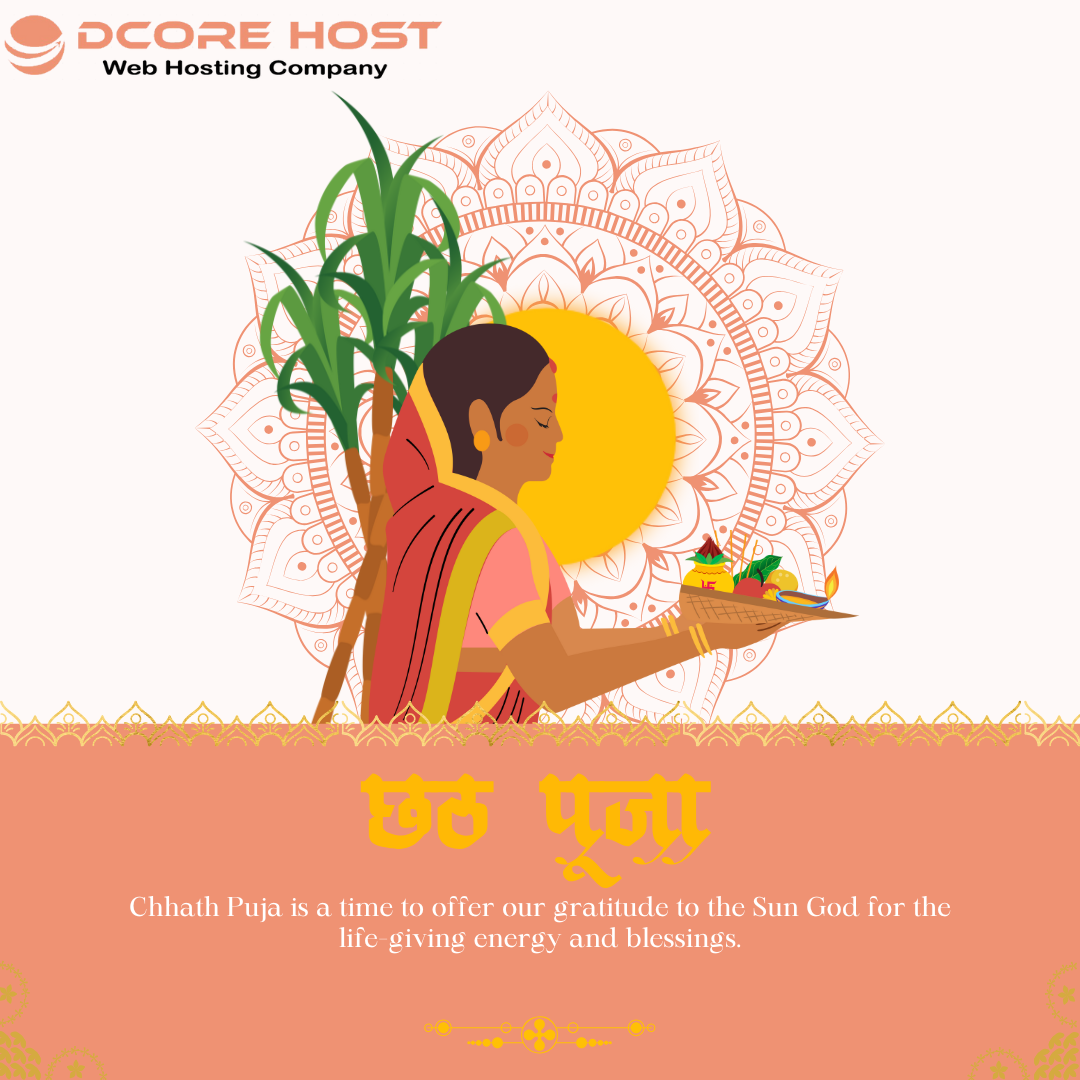 DCORE HOST
Web Hosting Company
छठ पूजा
Chhath Puja is a time to offer our gratitude to the Sun God for the
life-giving energy and blessings.